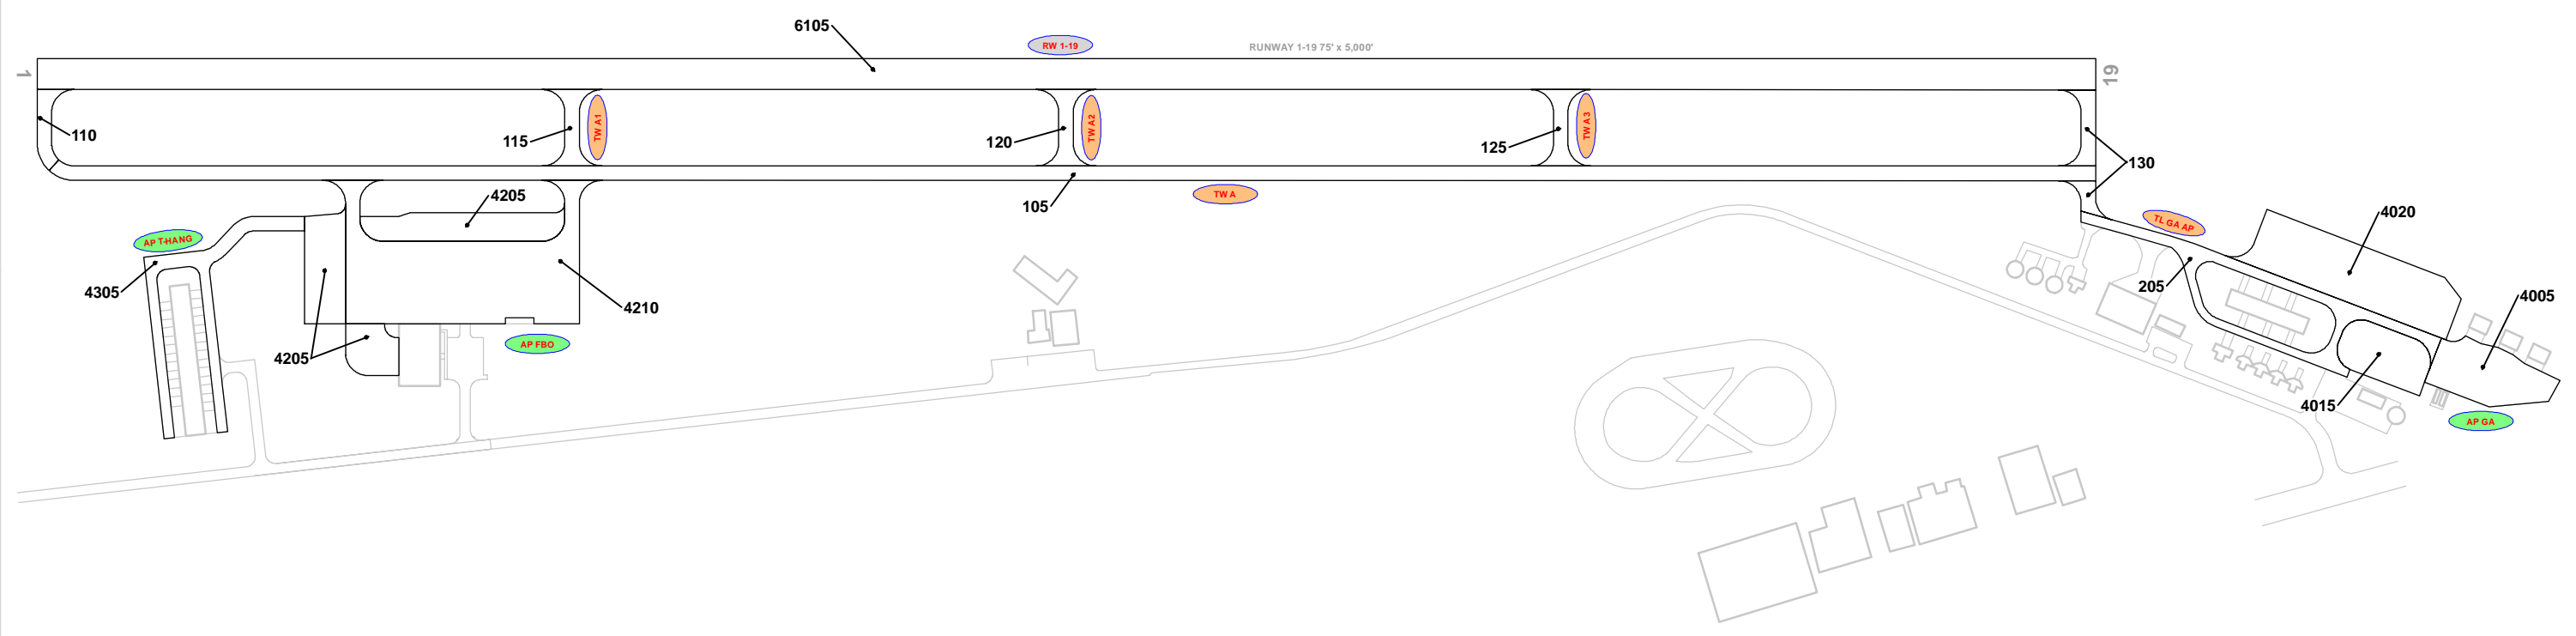 6105
RW 1-19
RUNWAY 1-19 75' x 5,000'
1
19
110
115
TW A1
120
TW A2
125
TW A3
130
105
TW A
4205
AP T-HANG
4305
4210
4205
AP FBO
TL GA AP
4020
205
4005
4015
AP GA